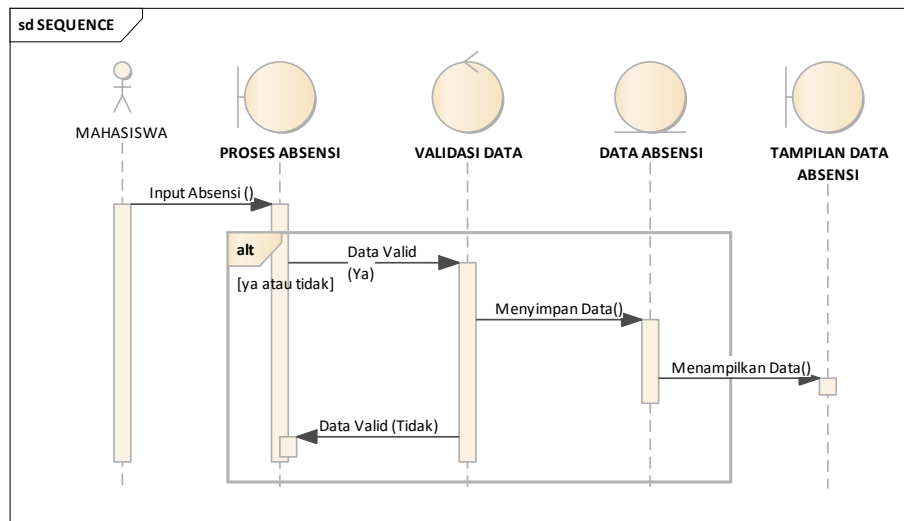 sd SEQUENCE
MAHASISWA
PROSES ABSENSI
VALIDASI DATA
DATA ABSENSI
TAMPILAN DATA
ABSENSI
Input Absensi ()
alt
[ya atau tidak]
Data Valid
(Ya)
Menyimpan Data()
Menampilkan Data()
Data Valid (Tidak)